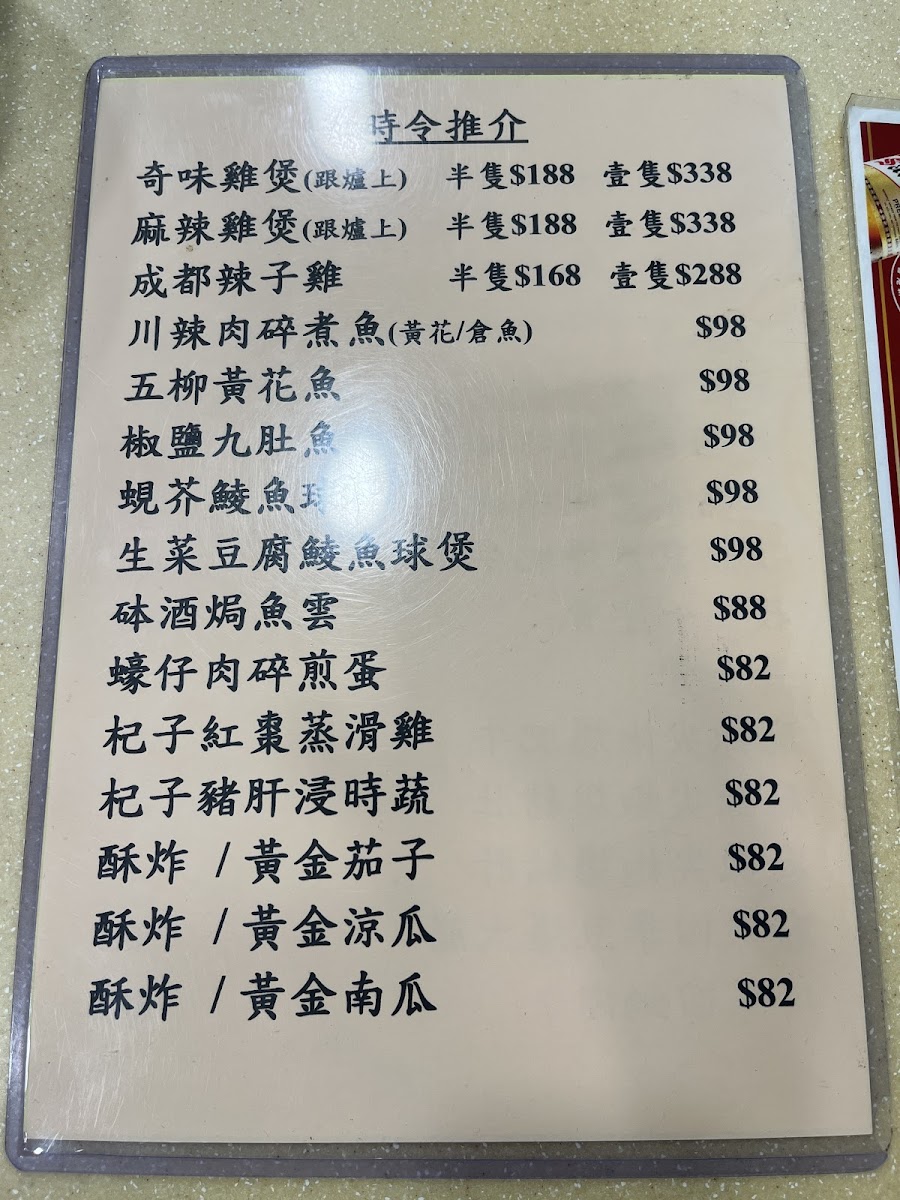 時令推介
奇味雞煲(跟爐上) 半隻$188 壹隻$338
麻辣雞煲(跟爐上) 半隻$188 壹隻$338
成都辣子雞 半隻$168 壹隻$288
川辣肉碎煮魚(黃花/倉魚) $98
五柳黃花魚 $98
椒鹽九肚魚 $98
蜆芥鯪魚球 $98
生菜豆腐鯪魚球煲 $98
砵酒焗魚雲 $88
蠔仔肉碎煎蛋 $82
杞子紅棗蒸滑雞 $82
杞子豬肝浸時蔬 $82
酥炸 / 黃金茄子 $82
酥炸 / 黃金涼瓜 $82
酥炸 / 黃金南瓜 $82